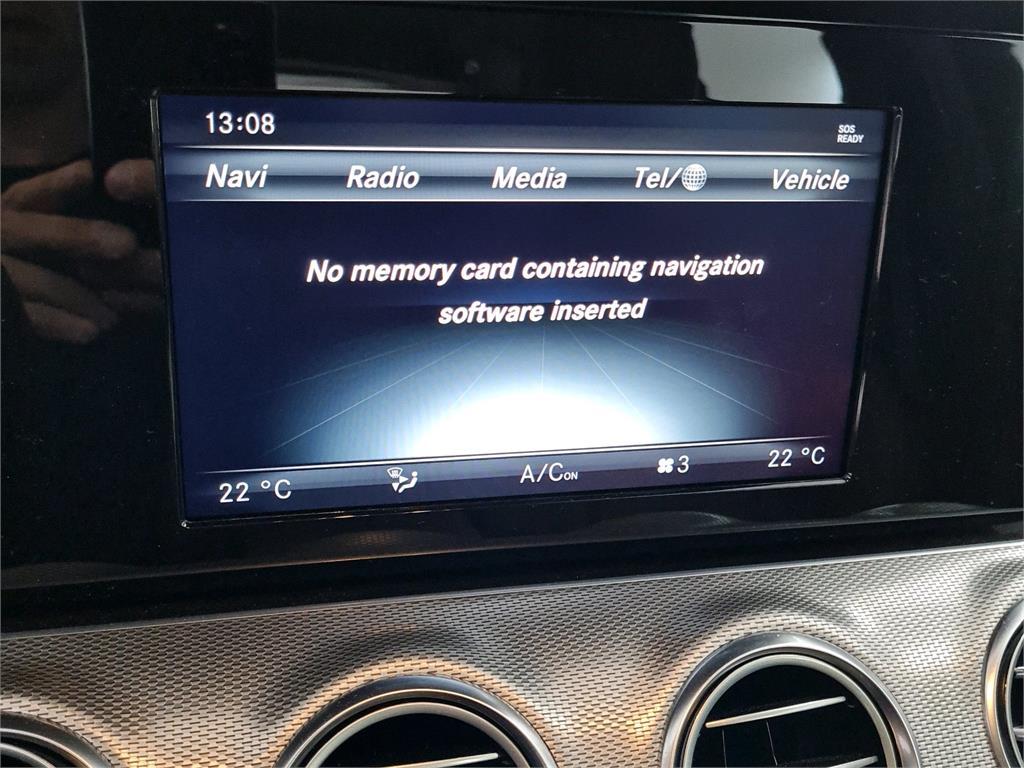 13:08
SOS
READY
Navi Radio Media Tel/ Vehicle
No memory card containing navigation
software inserted
22 °C A/C ON 3 22 °C